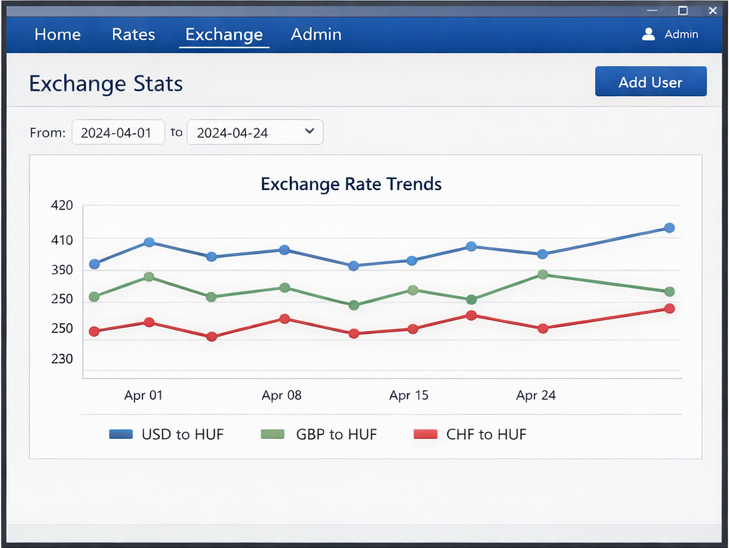 Home Rates Exchange Admin Admin
Exchange Stats Add User
From: 2024-04-01 to 2024-04-24
Exchange Rate Trends
420
410
390
250
250
230
Apr 01 Apr 08 Apr 15 Apr 24
USD to HUF GBP to HUF CHF to HUF